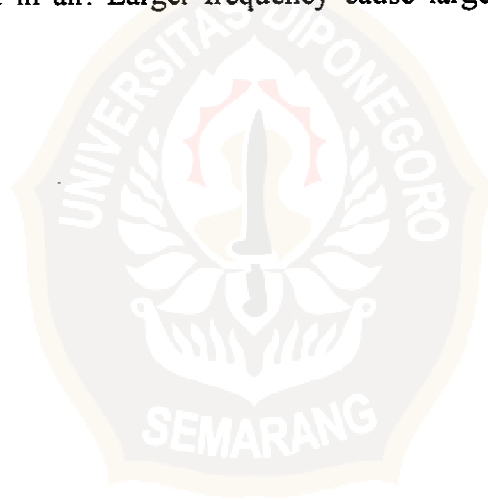 in air. Larger frequency cause large
UNIVERSITAS DIPONEGORO
SEMARANG